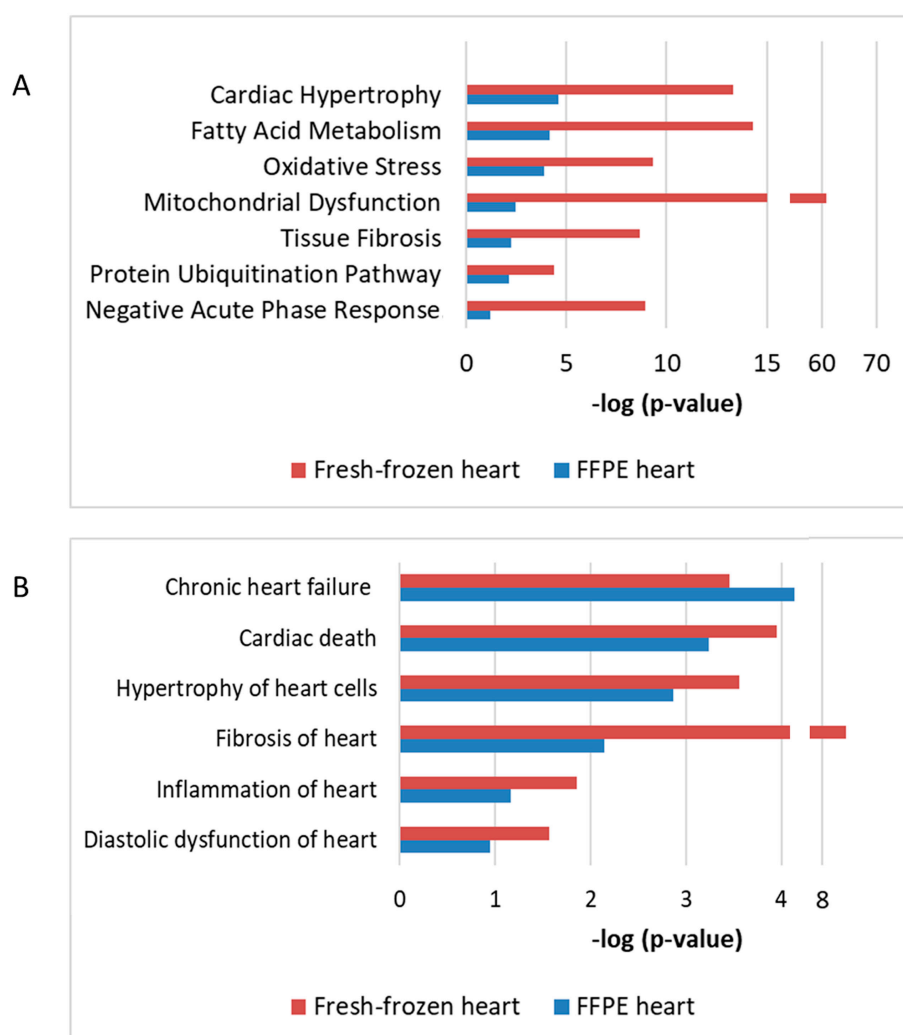 A
Cardiac Hypertrophy
Fatty Acid Metabolism
Oxidative Stress
Mitochondrial Dysfunction
Tissue Fibrosis
Protein Ubiquitination Pathway
Negative Acute Phase Response
0 5 10 15 60 70
-log (p-value)
Fresh-frozen heart FFPE heart
B
Chronic heart failure
Cardiac death
Hypertrophy of heart cells
Fibrosis of heart
Inflammation of heart
Diastolic dysfunction of heart
0 1 2 3 4 8
-log (p-value)
Fresh-frozen heart FFPE heart